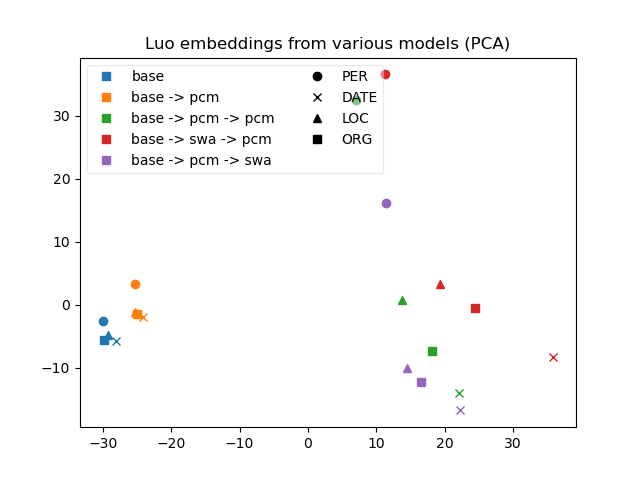 Luo embeddings from various models (PCA)
base
base -> pcm
base -> pcm -> pcm
base -> swa -> pcm
base -> pcm -> swa
PER
DATE
LOC
ORG
30
20
10
0
−10
−30
−20
−10
0
10
20
30